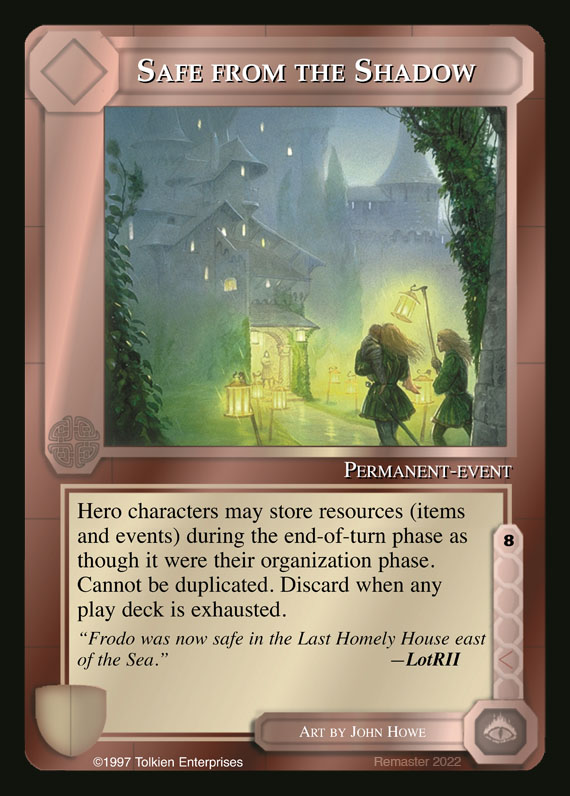 Safe from the Shadow
Permanent-event
Hero characters may store resources (items
and events) during the end-of-turn phase as
though it were their organization phase.
Cannot be duplicated. Discard when any
play deck is exhausted.
“Frodo was now safe in the Last Homely House east
of the Sea.” —LotRII
8
Art by John Howe
©1997 Tolkien Enterprises
Remaster 2022